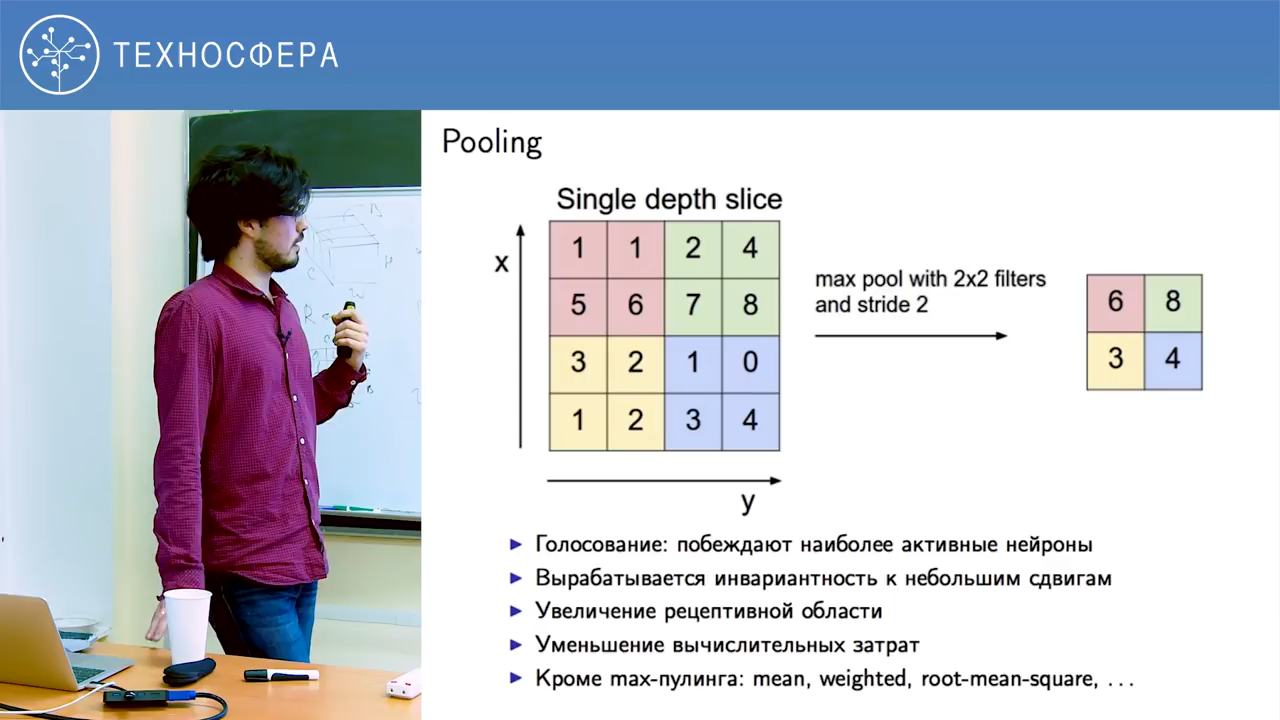 ТЕХНОСФЕРА
Pooling
Single depth slice
x
1 1 2 4
5 6 7 8
3 2 1 0
1 2 3 4
y
max pool with 2x2 filters
and stride 2
6 8
3 4
▶ Голосование: побеждают наиболее активные нейроны
▶ Вырабатывается инвариантность к небольшим сдвигам
▶ Увеличение рецептивной области
▶ Уменьшение вычислительных затрат
▶ Кроме max-пулинга: mean, weighted, root-mean-square, ...